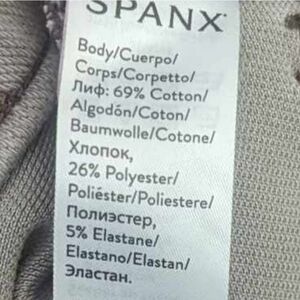 SPANX
Body/Cuerpo/
Corps/Corpetto/
Лиф: 69% Cotton/
Algodón/Coton/
Baumwolle/Cotone/
Хлопок,
26% Polyester/
Poliéster/Poliestere/
Полиэстер,
5% Elastane/
Elastano/Elastan/
Эластан.